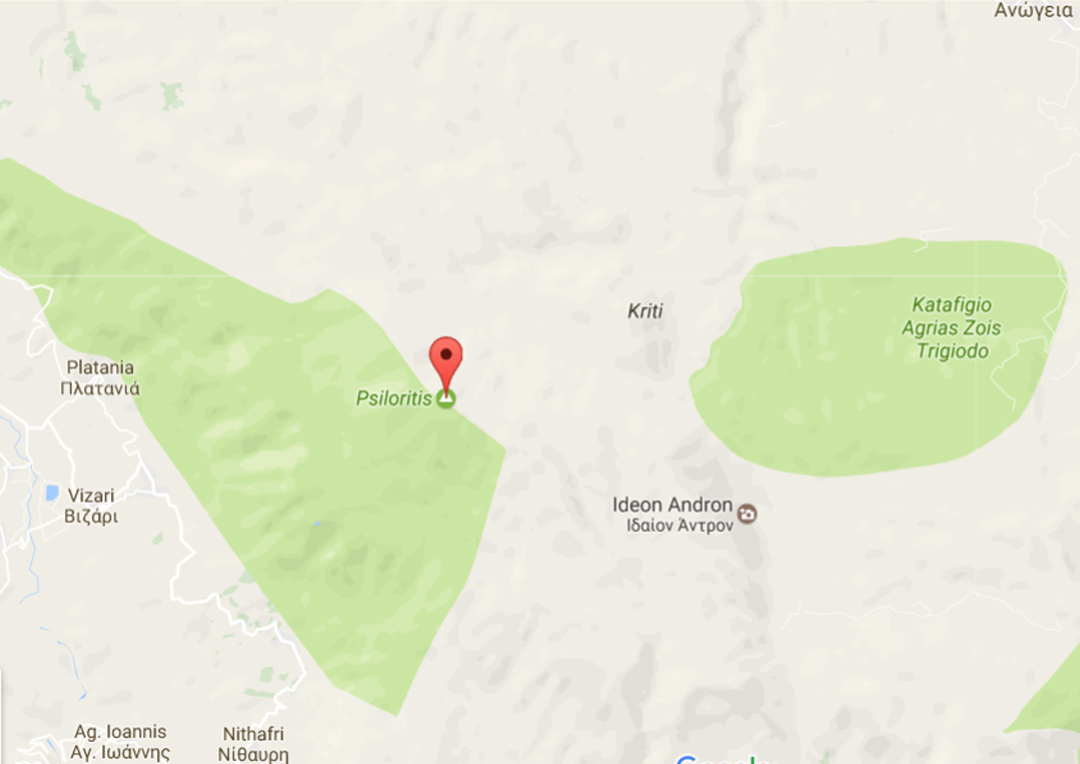 Ανώγεια
Kriti
Katafigio
Agrias Zois
Trigiodo
Platania
Πλατανιά
Psiloritis
Vizari
Βιζάρι
Ideon Andron
Ιδαίον Άντρον
Ag. Ioannis
Αγ. Ιωάννης
Nithafri
Νίθαυρη
Google